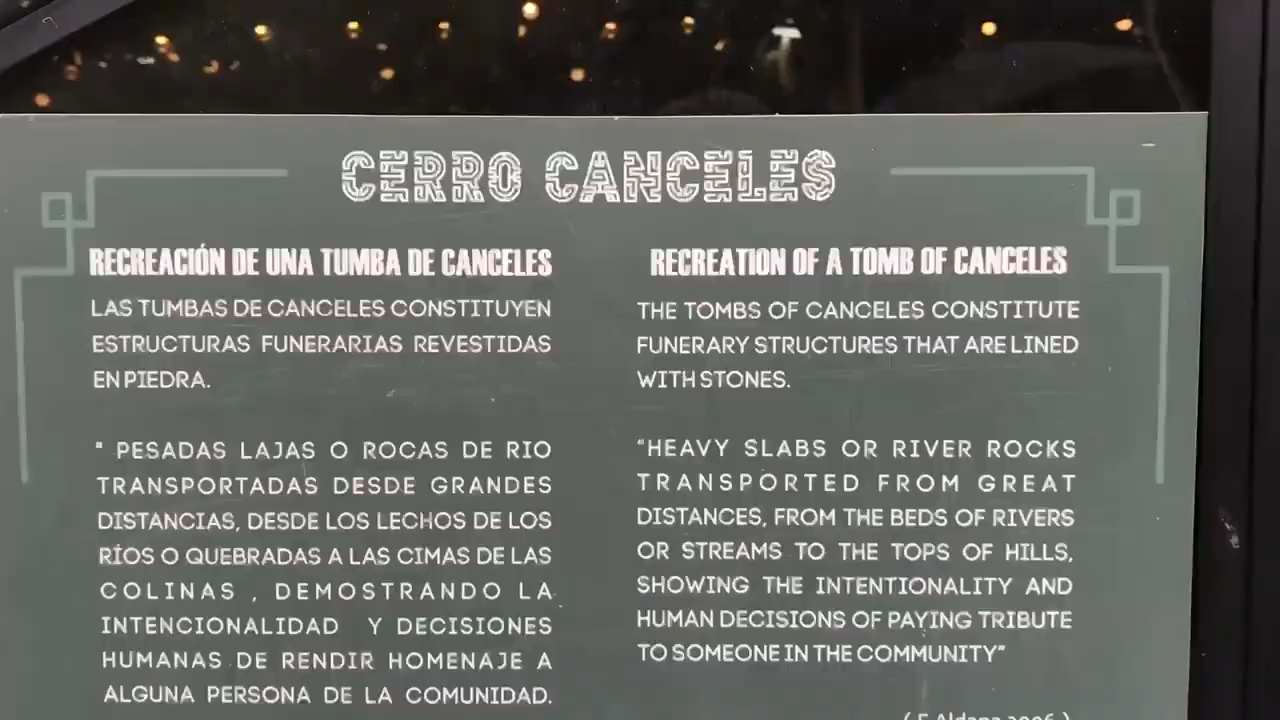 CERRO CANCELES
RECREACIÓN DE UNA TUMBA DE CANCELES
LAS TUMBAS DE CANCELES CONSTITUYEN
ESTRUCTURAS FUNERARIAS REVESTIDAS
EN PIEDRA.
" PESADAS LAJAS O ROCAS DE RIO
TRANSPORTADAS DESDE GRANDES
DISTANCIAS, DESDE LOS LECHOS DE LOS
RÍOS O QUEBRADAS A LAS CIMAS DE LAS
COLINAS , DEMOSTRANDO LA
INTENCIONALIDAD Y DECISIONES
HUMANAS DE RENDIR HOMENAJE A
ALGUNA PERSONA DE LA COMUNIDAD.
RECREATION OF A TOMB OF CANCELES
THE TOMBS OF CANCELES CONSTITUTE
FUNERARY STRUCTURES THAT ARE LINED
WITH STONES.
"HEAVY SLABS OR RIVER ROCKS
TRANSPORTED FROM GREAT
DISTANCES, FROM THE BEDS OF RIVERS
OR STREAMS TO THE TOPS OF HILLS,
SHOWING THE INTENTIONALITY AND
HUMAN DECISIONS OF PAYING TRIBUTE
TO SOMEONE IN THE COMMUNITY"